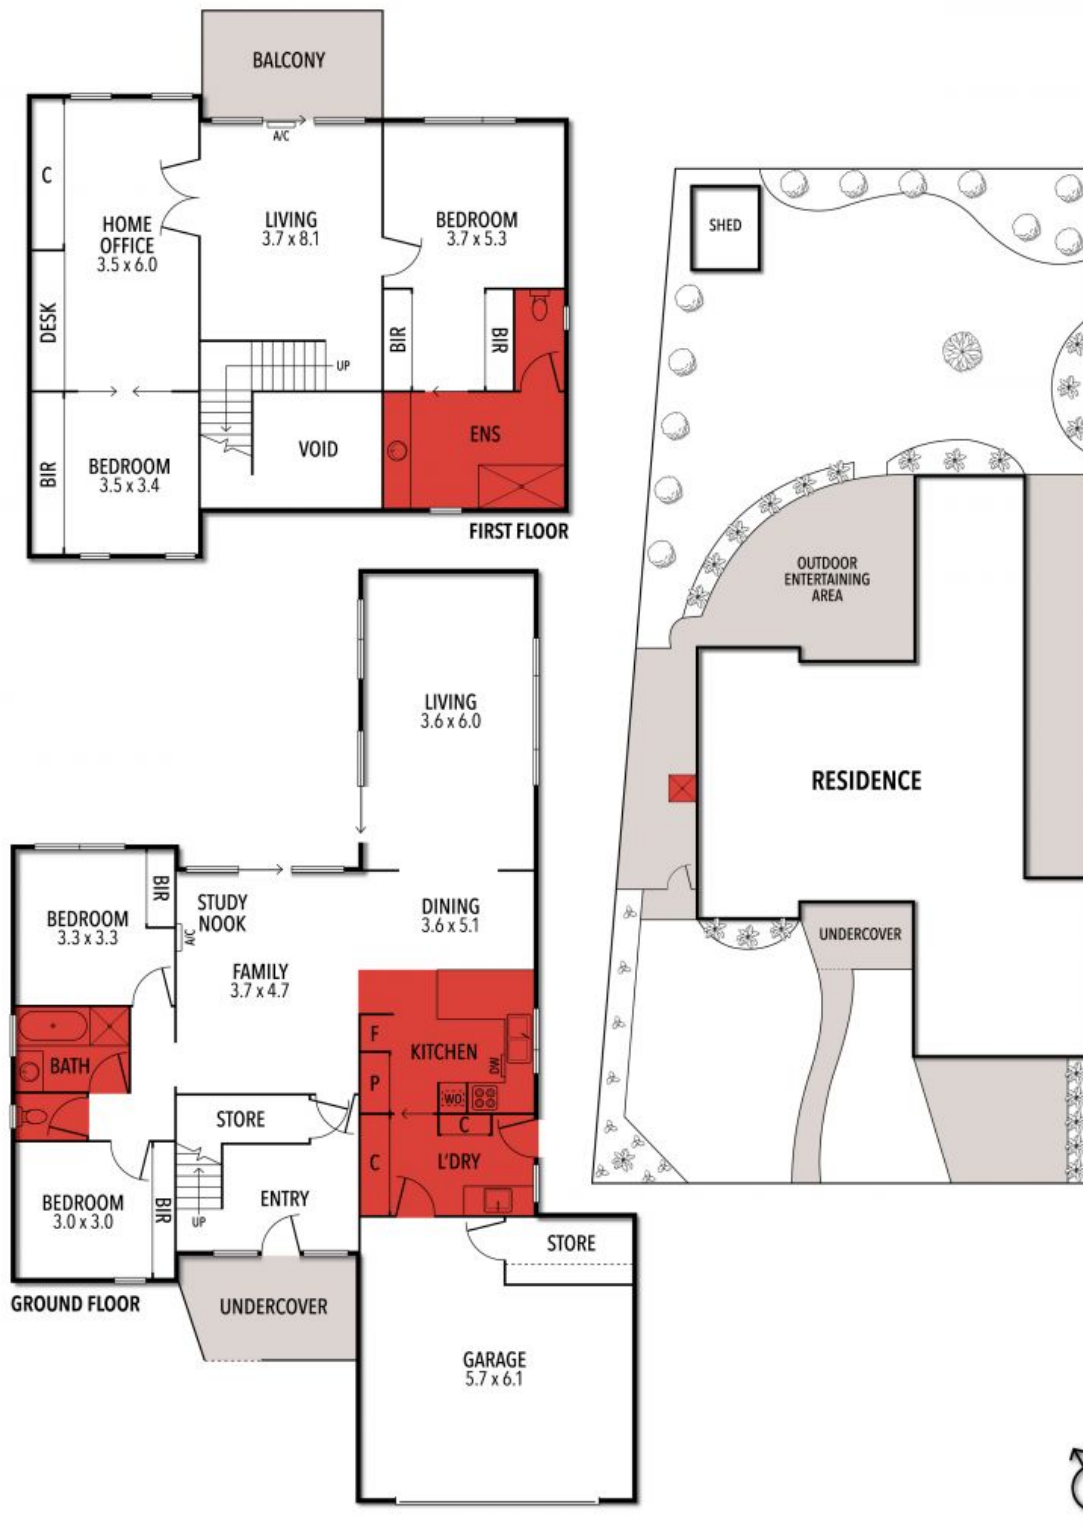 BALCONY
A/C
C
HOME
OFFICE
3.5 x 6.0
LIVING
3.7 x 8.1
BEDROOM
3.7 x 5.3
DESK
BIR
BIR
UP
BIR
BEDROOM
3.5 x 3.4
VOID
ENS
FIRST FLOOR
SHED
OUTDOOR
ENTERTAINING
AREA
RESIDENCE
UNDERCOVER
LIVING
3.6 x 6.0
BEDROOM
3.3 x 3.3
BIR
STUDY
NOOK
A/C
DINING
3.6 x 5.1
FAMILY
3.7 x 4.7
BATH
F
KITCHEN
DW
P
WO
STORE
C
C
L'DRY
BEDROOM
3.0 x 3.0
BIR
UP
ENTRY
STORE
GROUND FLOOR
UNDERCOVER
GARAGE
5.7 x 6.1